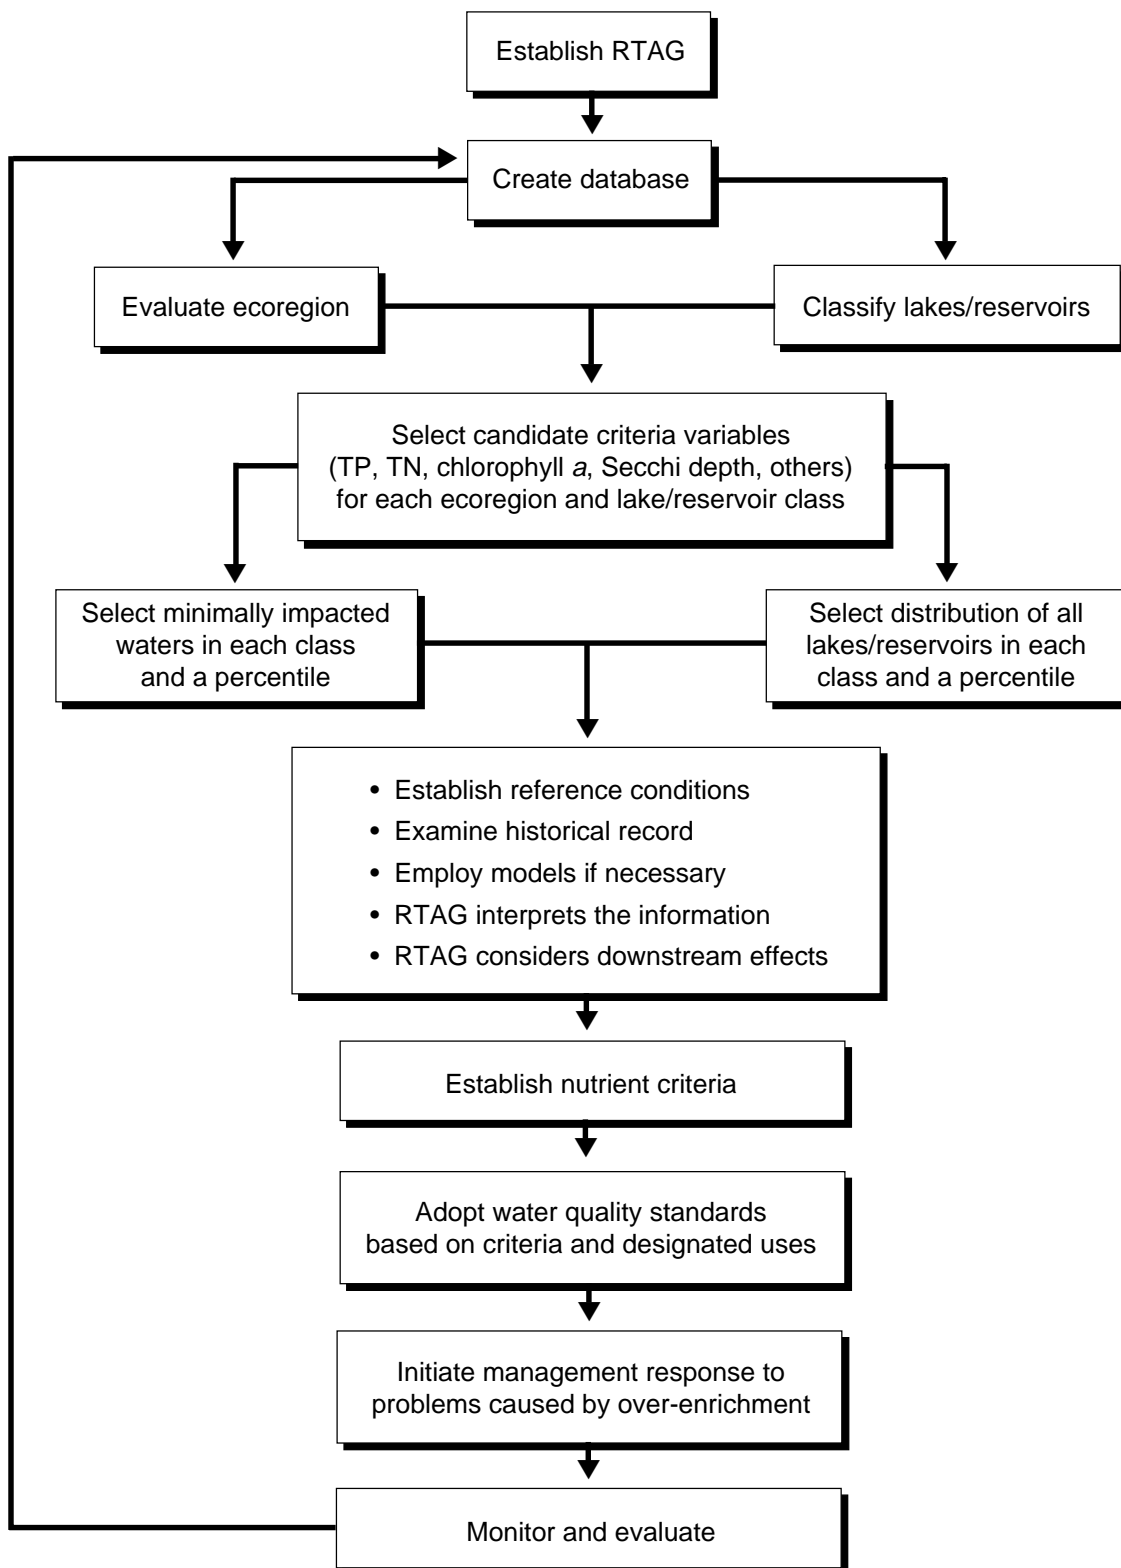 Establish RTAG
Create database
Evaluate ecoregion
Classify lakes/reservoirs
Select candidate criteria variables
(TP, TN, chlorophyll a, Secchi depth, others)
for each ecoregion and lake/reservoir class
Select minimally impacted
waters in each class
and a percentile
Select distribution of all
lakes/reservoirs in each
class and a percentile
• Establish reference conditions
• Examine historical record
• Employ models if necessary
• RTAG interprets the information
• RTAG considers downstream effects
Establish nutrient criteria
Adopt water quality standards
based on criteria and designated uses
Initiate management response to
problems caused by over-enrichment
Monitor and evaluate